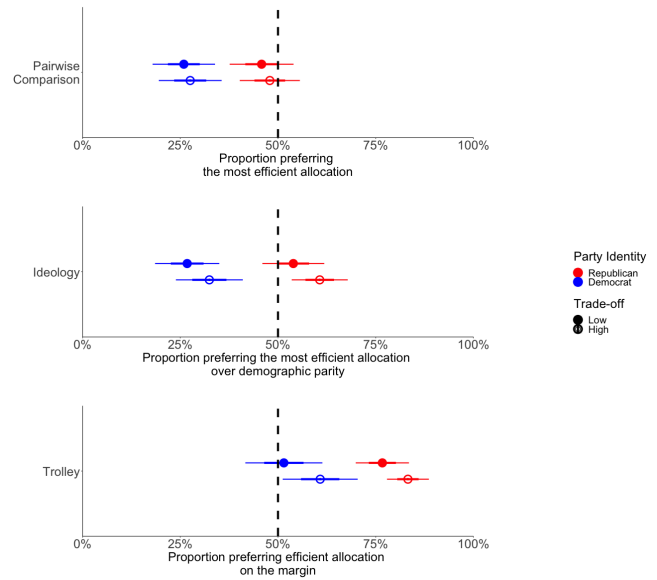 Pairwise
Comparison
0% 25% 50% 75% 100%
Proportion preferring
the most efficient allocation
Ideology
0% 25% 50% 75% 100%
Proportion preferring the most efficient allocation
over demographic parity
Trolley
0% 25% 50% 75% 100%
Proportion preferring efficient allocation
on the margin
Party Identity
Republican
Democrat
Trade-off
Low
High